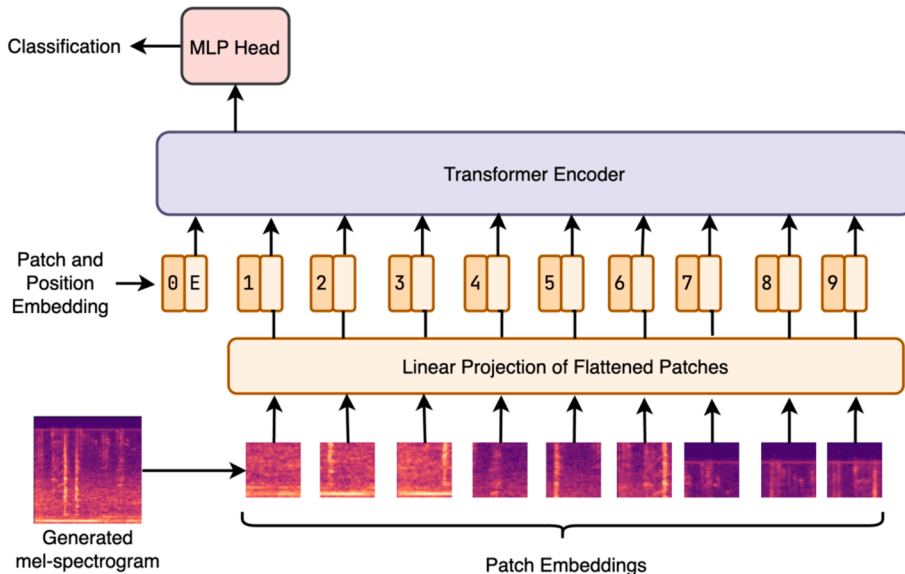 Classification
MLP Head
Transformer Encoder
Patch and
Position
Embedding
0 E 1 2 3 4 5 6 7 8 9
Linear Projection of Flattened Patches
Generated
mel-spectrogram
Patch Embeddings